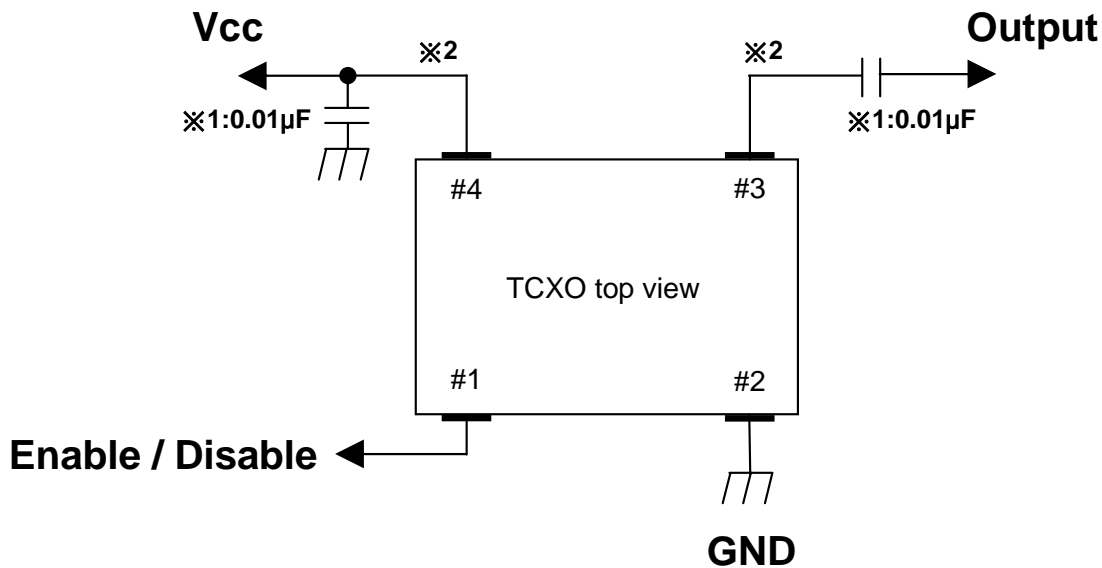 Vcc
※2
※2
Output
※1:0.01µF
※1:0.01µF
#4
#3
TCXO top view
#1
#2
Enable / Disable
GND